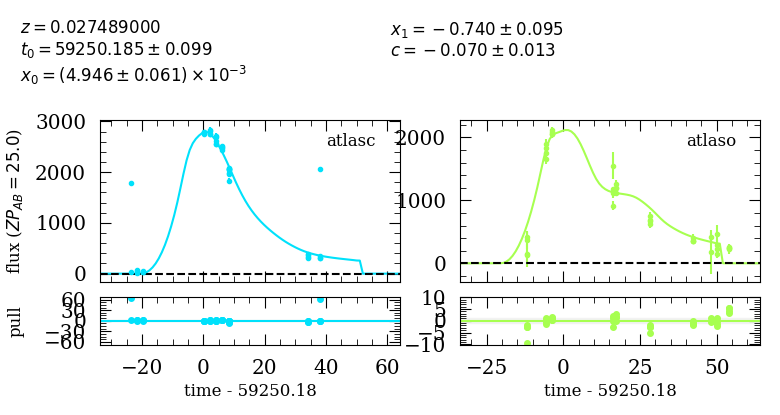 z = 0.027489000
t₀ = 59250.185 ± 0.099
x₀ = (4.946 ± 0.061) × 10⁻³
x₁ = −0.740 ± 0.095
c = −0.070 ± 0.013
flux (ZP_AB = 25.0)
3000
2000
1000
0
atlasc
2000
1000
0
atlaso
pull
60
30
0
−30
−60
−20
0
20
40
60
time - 59250.18
10
5
0
−5
−10
−25
0
25
50
time - 59250.18